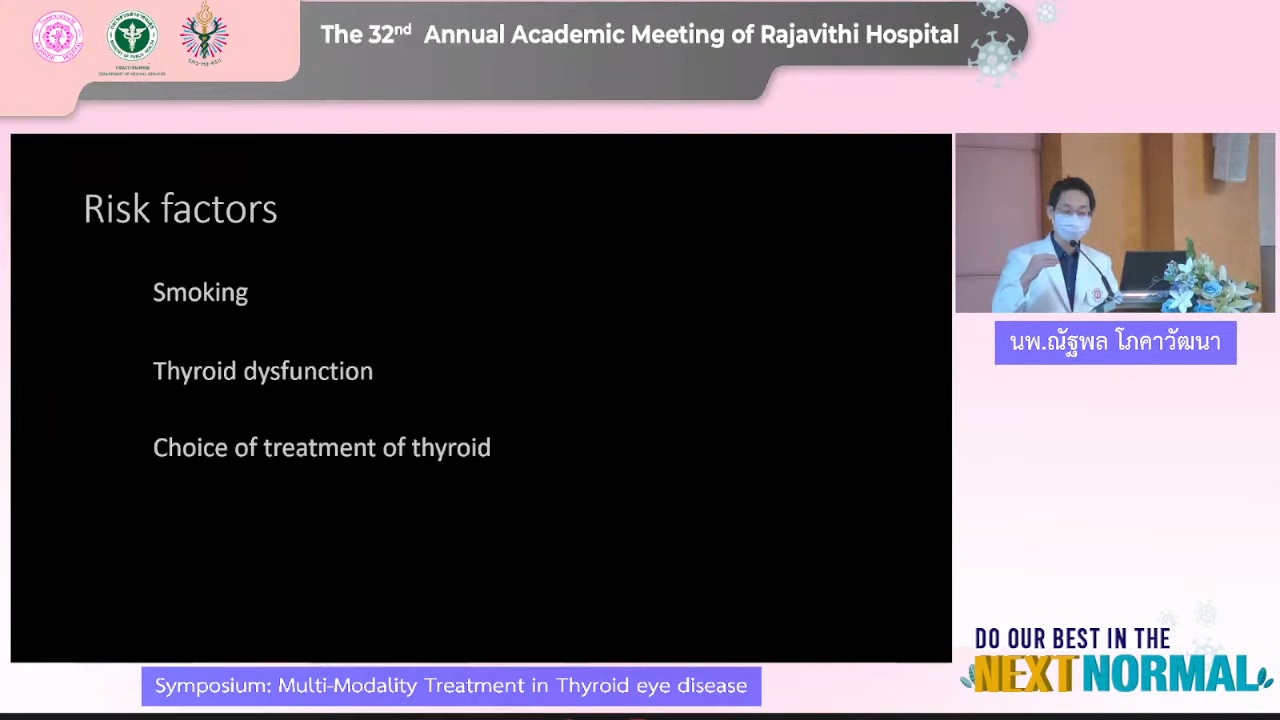 The 32nd Annual Academic Meeting of Rajavithi Hospital
Risk factors
Smoking
Thyroid dysfunction
Choice of treatment of thyroid
นพ.ณัฐพล โภคาวัฒนา
DO OUR BEST IN THE
NEXT NORMAL
Symposium: Multi-Modality Treatment in Thyroid eye disease